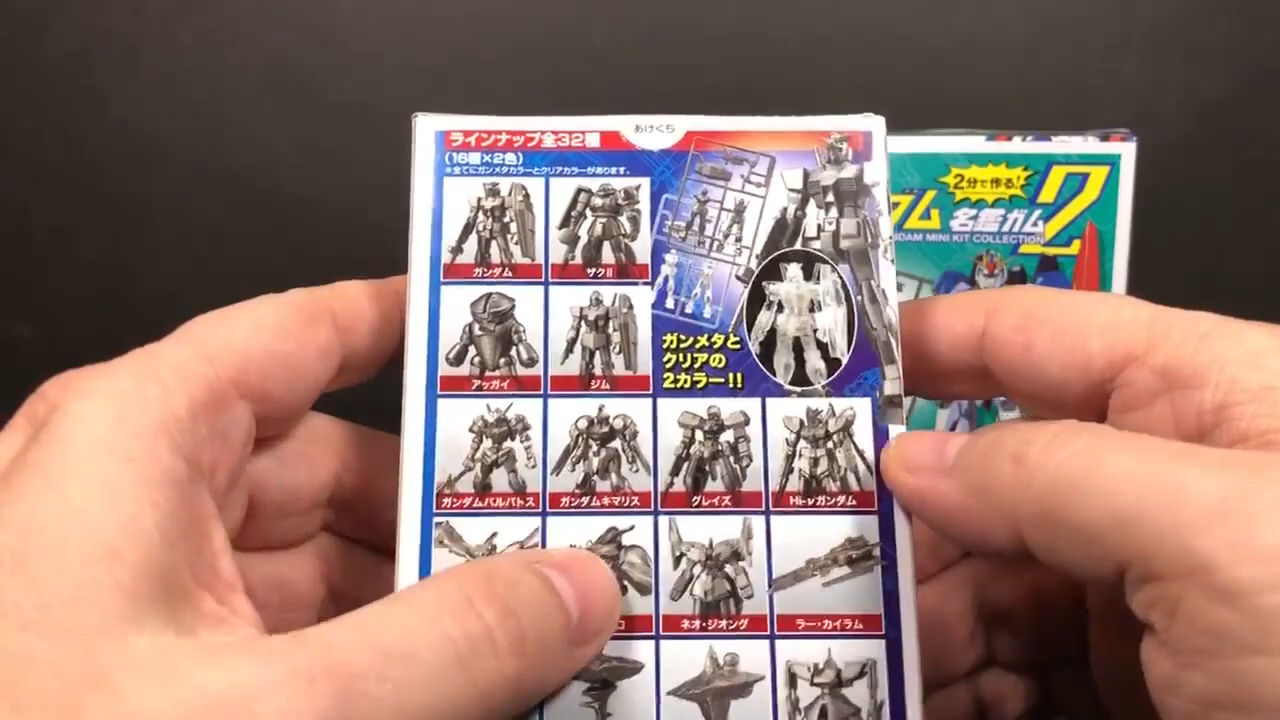 あけくち
ラインナップ全32種
(16種×2色)
※全てにガンメタカラーとクリアカラーがあります。
ガンダム
ザクII
アッガイ
ジム
ガンメタと
クリアの
2カラー!!
ガンダムバルバトス
ガンダムキマリス
グレイズ
Hi-νガンダム
ネオ・ジオング
ラー・カイラム
2分で作る!
ダム 名鑑ガム2
DAM MINI KIT COLLECTION